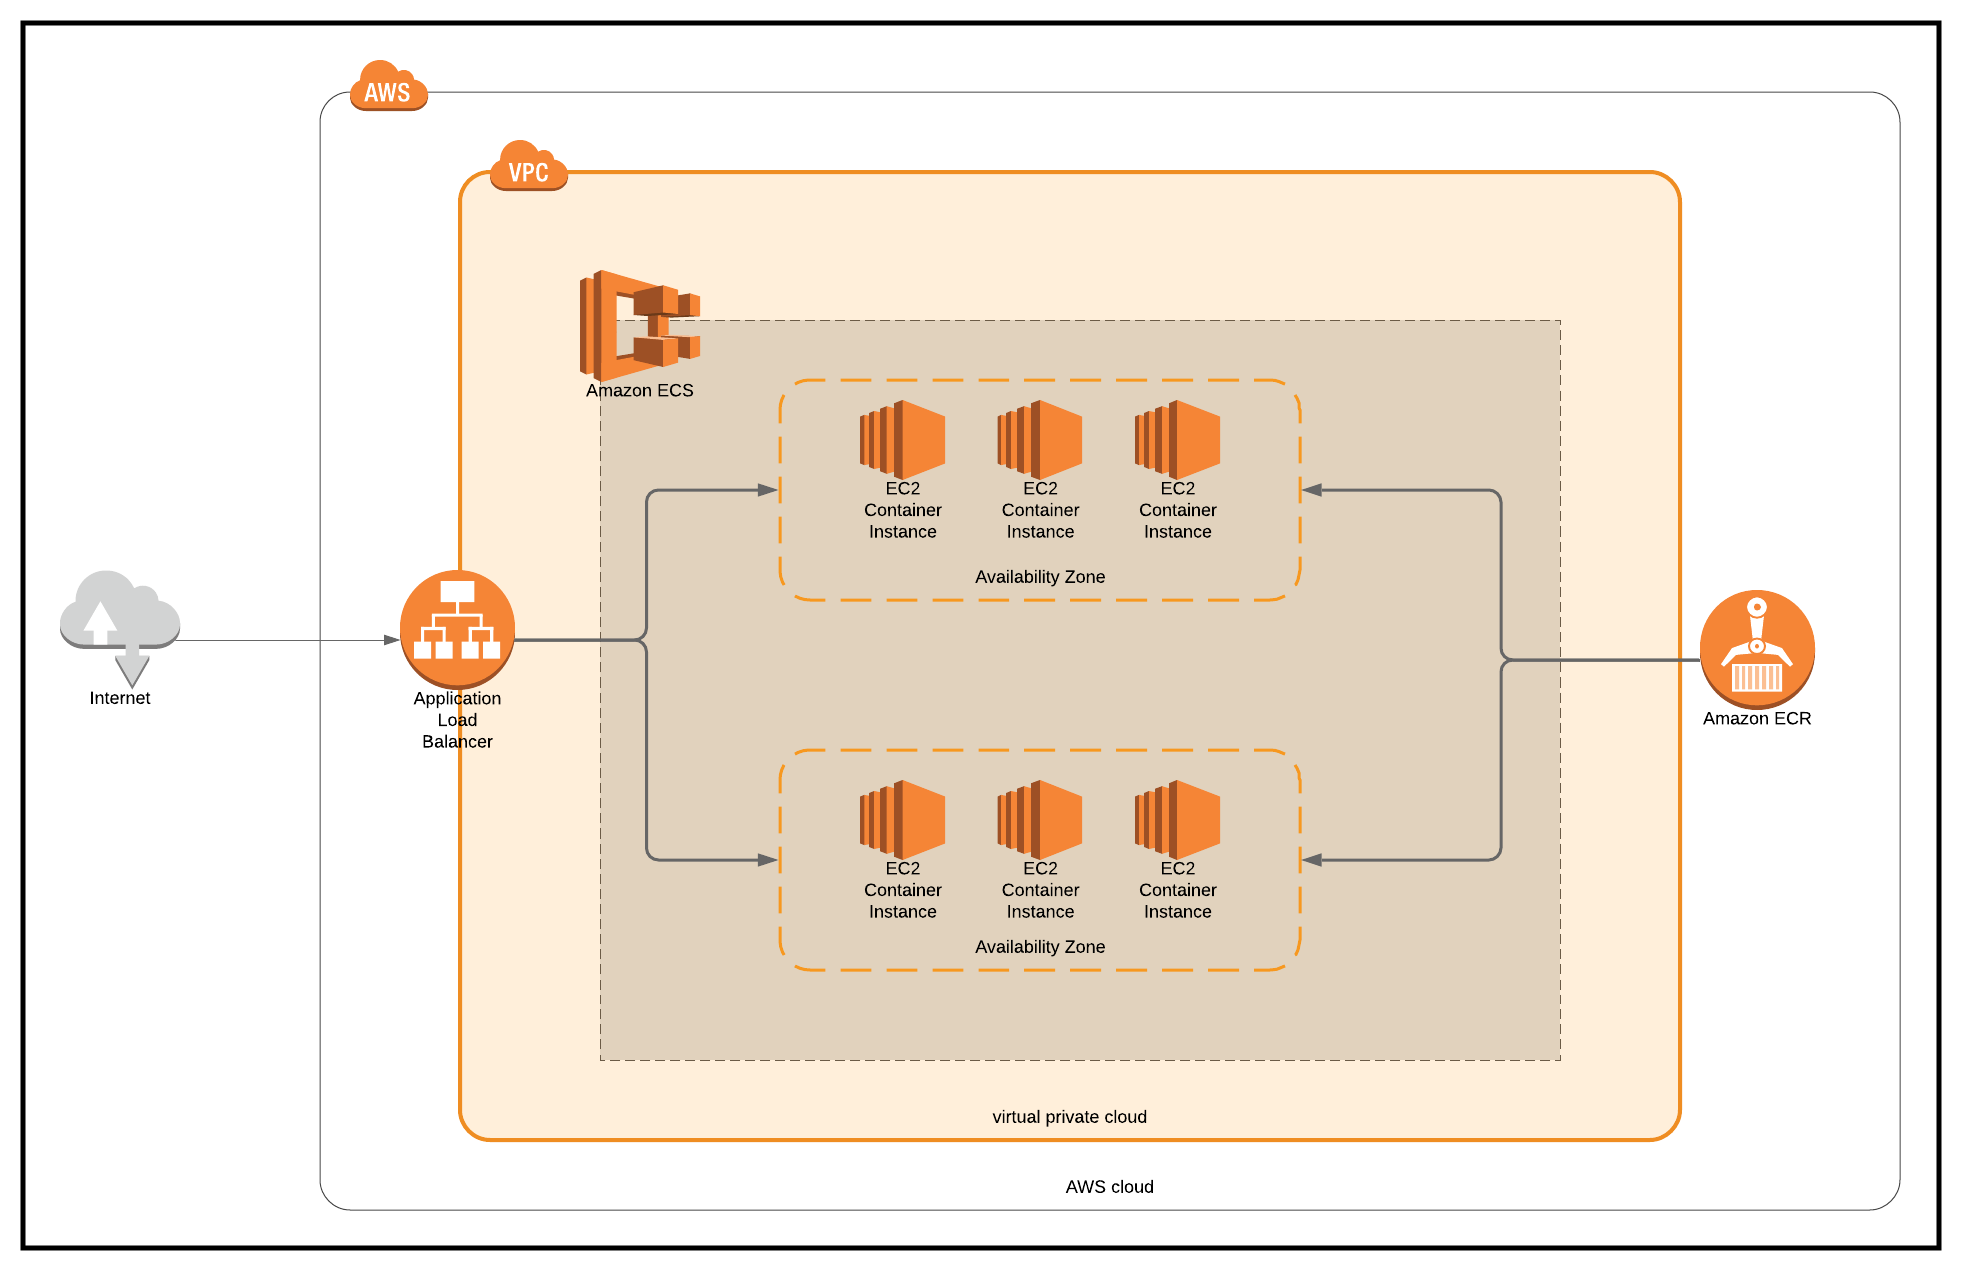 AWS
VPC
Amazon ECS
EC2
Container
Instance
EC2
Container
Instance
EC2
Container
Instance
Availability Zone
Internet
Application
Load
Balancer
Amazon ECR
EC2
Container
Instance
EC2
Container
Instance
EC2
Container
Instance
Availability Zone
virtual private cloud
AWS cloud